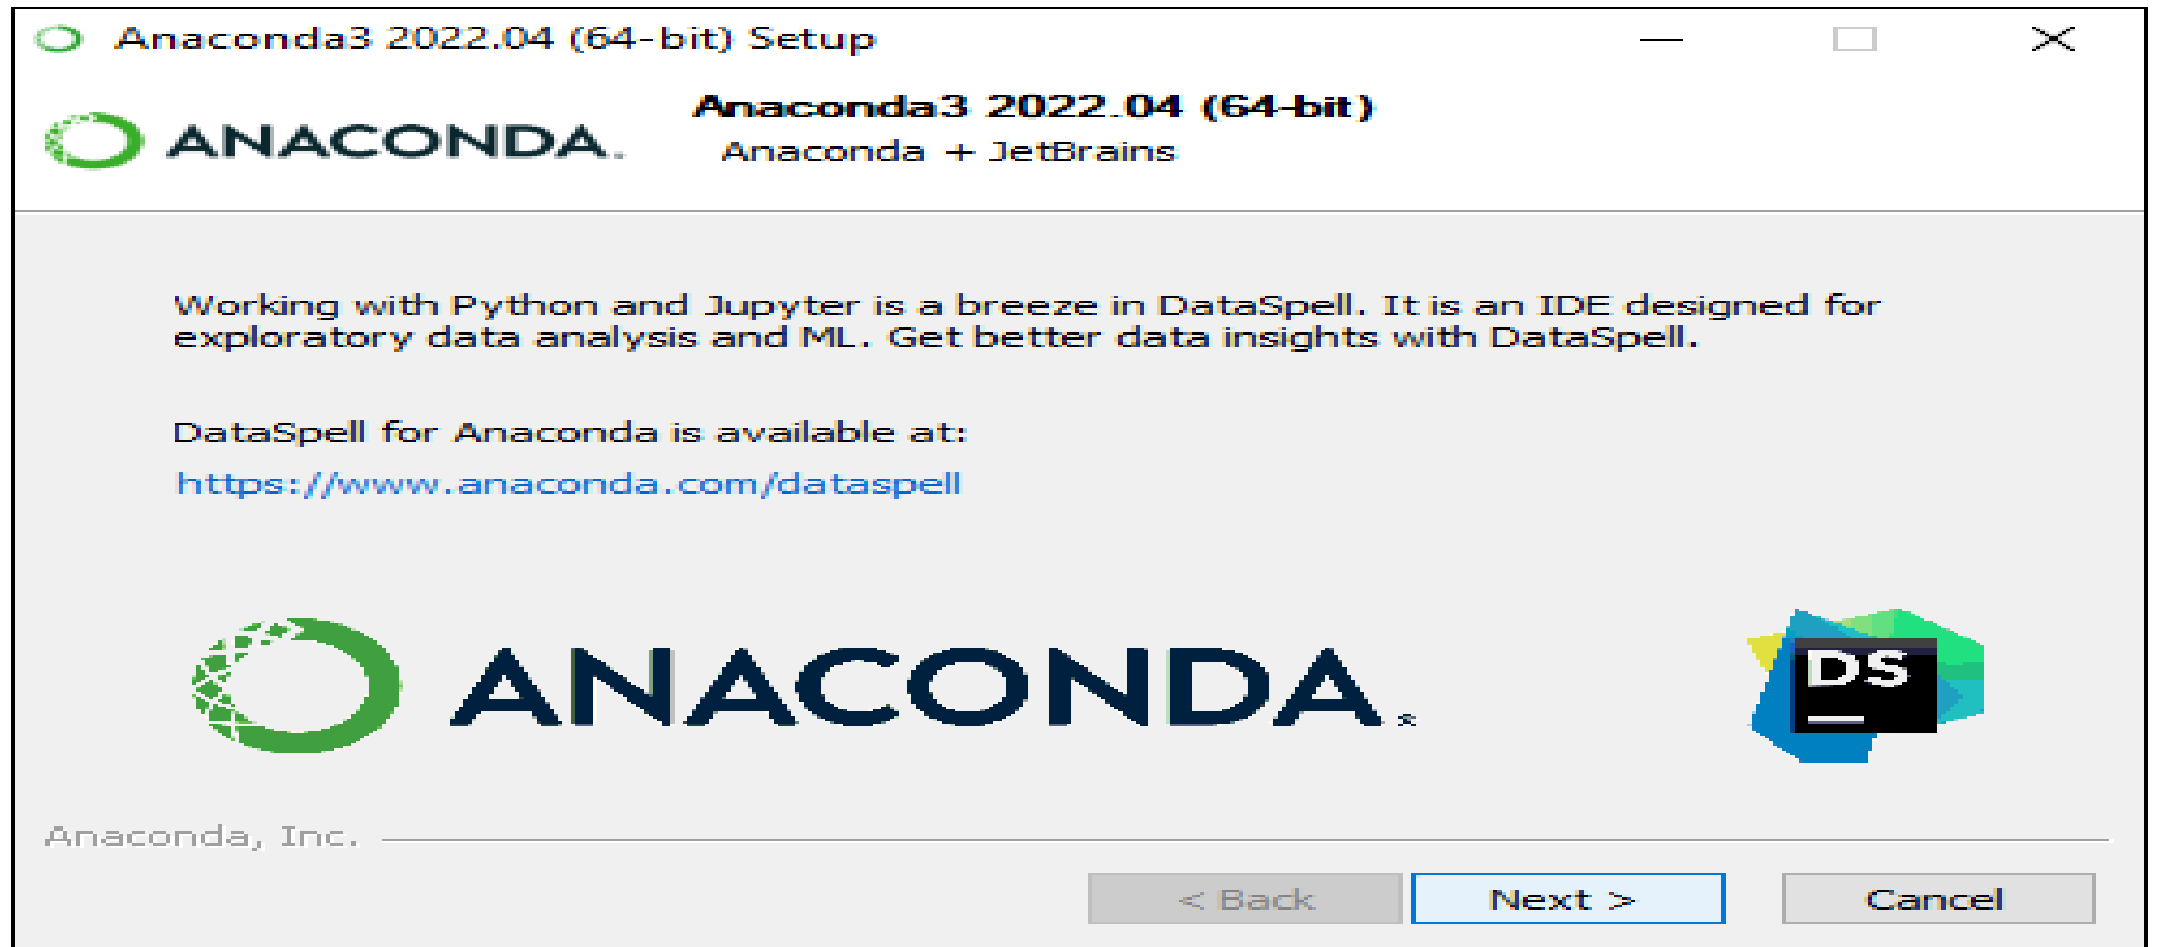 Anaconda3 2022.04 (64-bit) Setup
ANACONDA.
Anaconda3 2022.04 (64-bit)
Anaconda + JetBrains
Working with Python and Jupyter is a breeze in DataSpell. It is an IDE designed for
exploratory data analysis and ML. Get better data insights with DataSpell.
DataSpell for Anaconda is available at:
https://www.anaconda.com/dataspell
ANACONDA.
DS
Anaconda, Inc.
< Back
Next >
Cancel